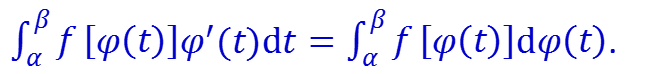 ∫_α^β f [φ(t)]φ′(t)dt = ∫_α^β f [φ(t)]dφ(t).